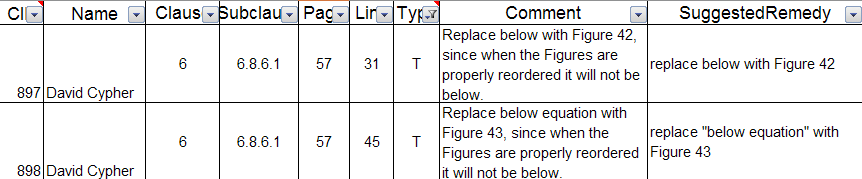 Cl Name Claus Subclau Pag Lin Typ Comment SuggestedRemedy
897 David Cypher 6 6.8.6.1 57 31 T
Replace below with Figure 42,
since when the Figures are
properly reordered it will not be
below.
replace below with Figure 42
898 David Cypher 6 6.8.6.1 57 45 T
Replace below equation with
Figure 43, since when the
Figures are properly reordered
it will not be below.
replace "below equation" with
Figure 43